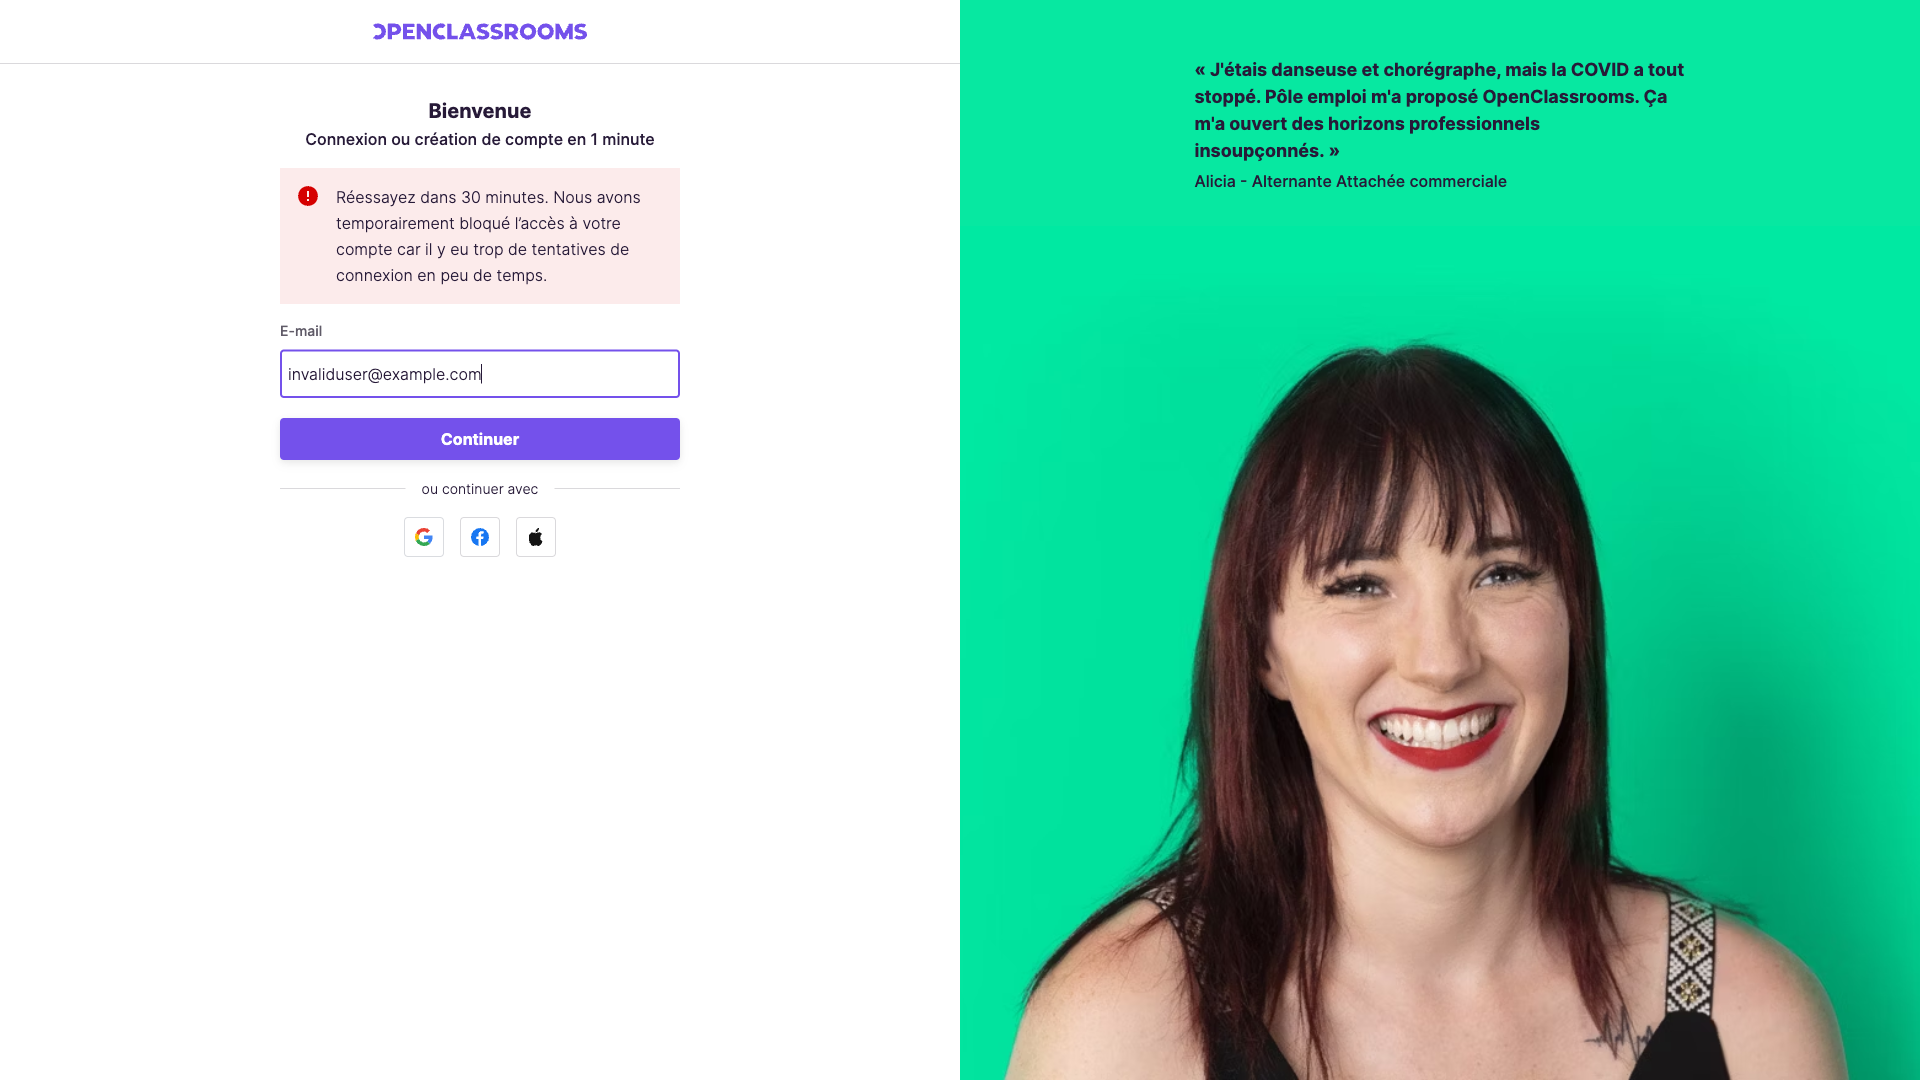 OPENCLASSROOMS
Bienvenue
Connexion ou création de compte en 1 minute
Réessayez dans 30 minutes. Nous avons
temporairement bloqué l’accès à votre
compte car il y eu trop de tentatives de
connexion en peu de temps.
E-mail
invaliduser@example.com
Continuer
ou continuer avec
« J'étais danseuse et chorégraphe, mais la COVID a tout
stoppé. Pôle emploi m'a proposé OpenClassrooms. Ça
m'a ouvert des horizons professionnels
insoupçonnés. »
Alicia - Alternante Attachée commerciale